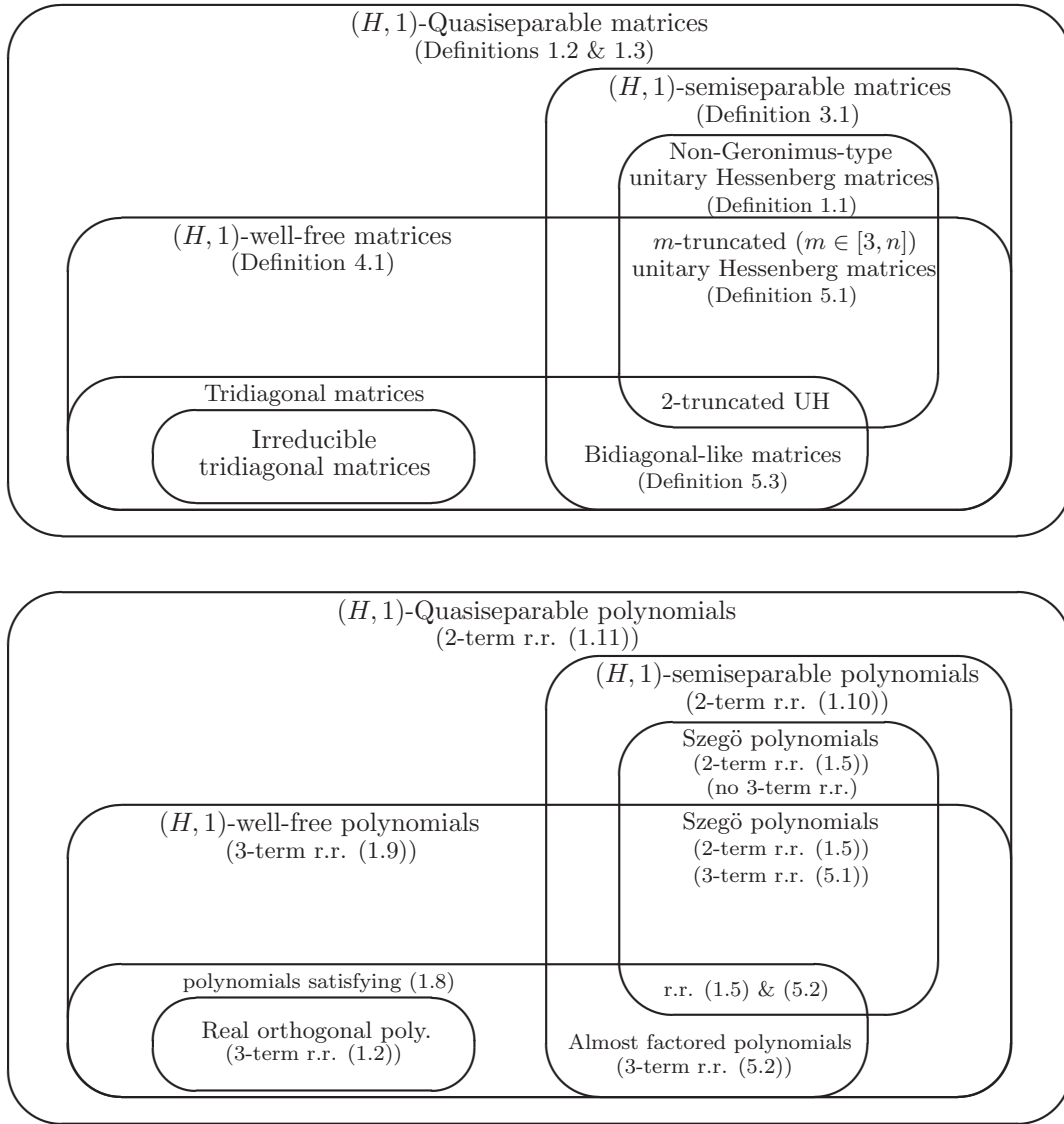 (H, 1)-Quasiseparable matrices
(Definitions 1.2 & 1.3)
(H, 1)-semiseparable matrices
(Definition 3.1)
Non-Geronimus-type
unitary Hessenberg matrices
(Definition 1.1)
(H, 1)-well-free matrices
(Definition 4.1)
m-truncated (m ∈ [3, n])
unitary Hessenberg matrices
(Definition 5.1)
Tridiagonal matrices
2-truncated UH
Irreducible
tridiagonal matrices
Bidiagonal-like matrices
(Definition 5.3)
(H, 1)-Quasiseparable polynomials
(2-term r.r. (1.11))
(H, 1)-semiseparable polynomials
(2-term r.r. (1.10))
Szegö polynomials
(2-term r.r. (1.5))
(no 3-term r.r.)
(H, 1)-well-free polynomials
(3-term r.r. (1.9))
Szegö polynomials
(2-term r.r. (1.5))
(3-term r.r. (5.1))
polynomials satisfying (1.8)
r.r. (1.5) & (5.2)
Real orthogonal poly.
(3-term r.r. (1.2))
Almost factored polynomials
(3-term r.r. (5.2))